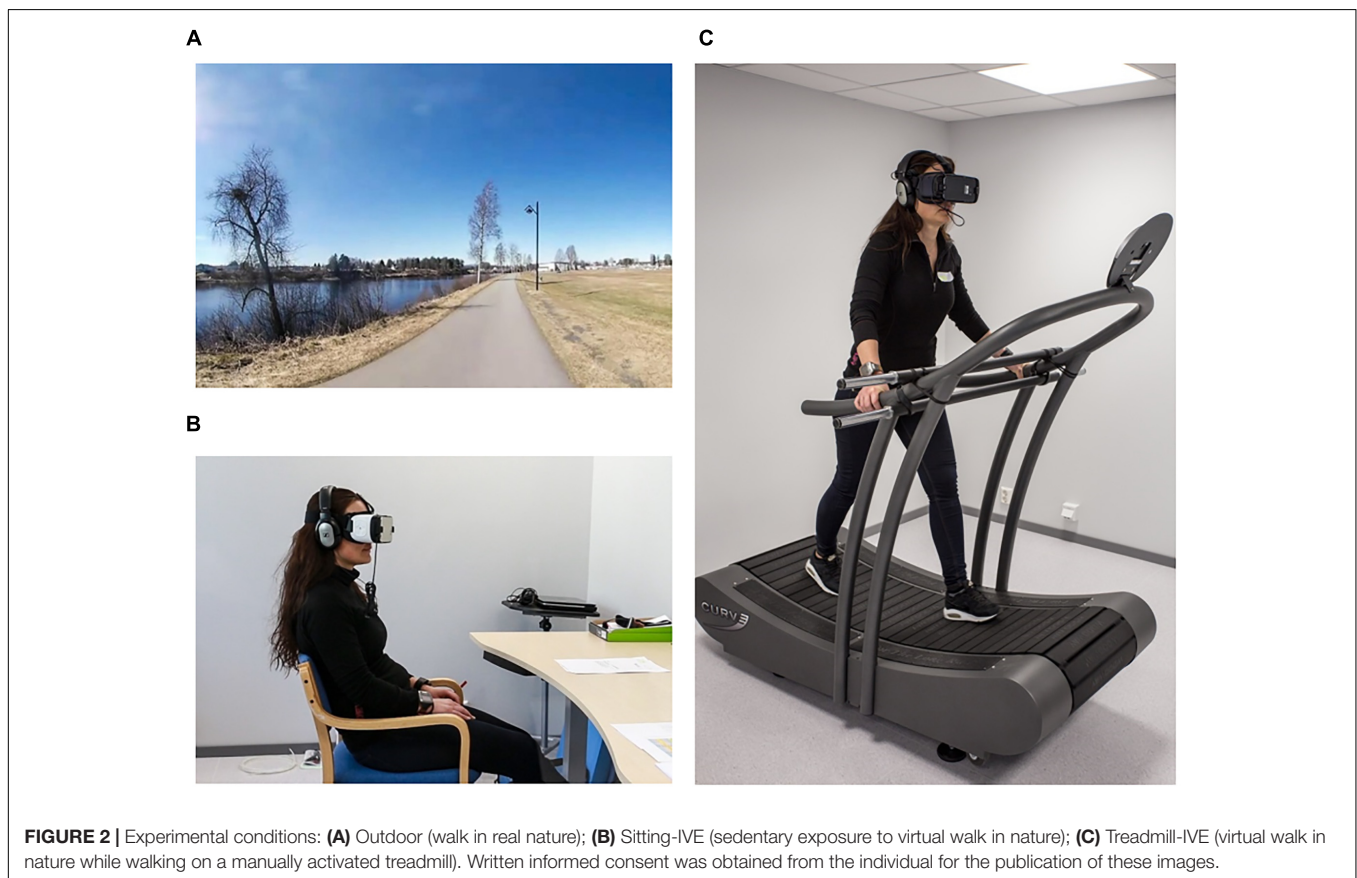 A
C
B
CURVE
FIGURE 2 | Experimental conditions: (A) Outdoor (walk in real nature); (B) Sitting-IVE (sedentary exposure to virtual walk in nature); (C) Treadmill-IVE (virtual walk in
nature while walking on a manually activated treadmill). Written informed consent was obtained from the individual for the publication of these images.